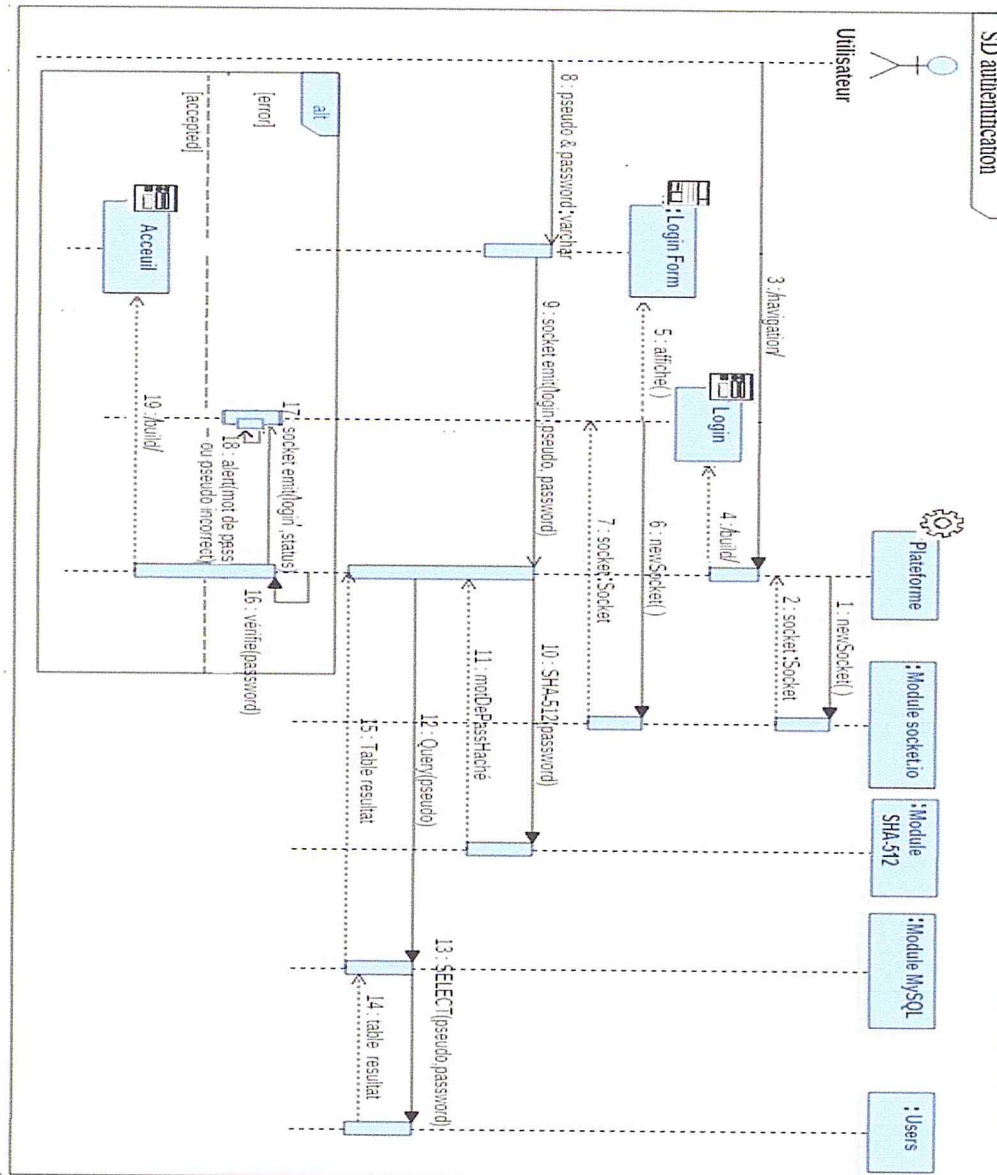 SD authentification
Utilisateur
:Login Form
Login
Plateforme
:Module socket.io
:Module
SHA-512
:Module MySQL
:Users
1 : newSocket()
2 : socket:Socket
3 : /navigation/
4 : /build/
5 : affiche()
6 : newSocket()
7 : socket:Socket
8 : pseudo & password:varchar
9 : socket emit(login ,pseudo, password)
10 : SHA-512(password)
11 : motDePassHaché
12 : Query(pseudo)
13 : SELECT(pseudo,password)
14 : table resultat
15 : Table resultat
alt
[error]
16 : vérifie(password)
17 :
socket emit('login',status)
18 : alert(mot de pass
ou pseudo incorrect)
[accepted]
Acceuil
19 : /build/